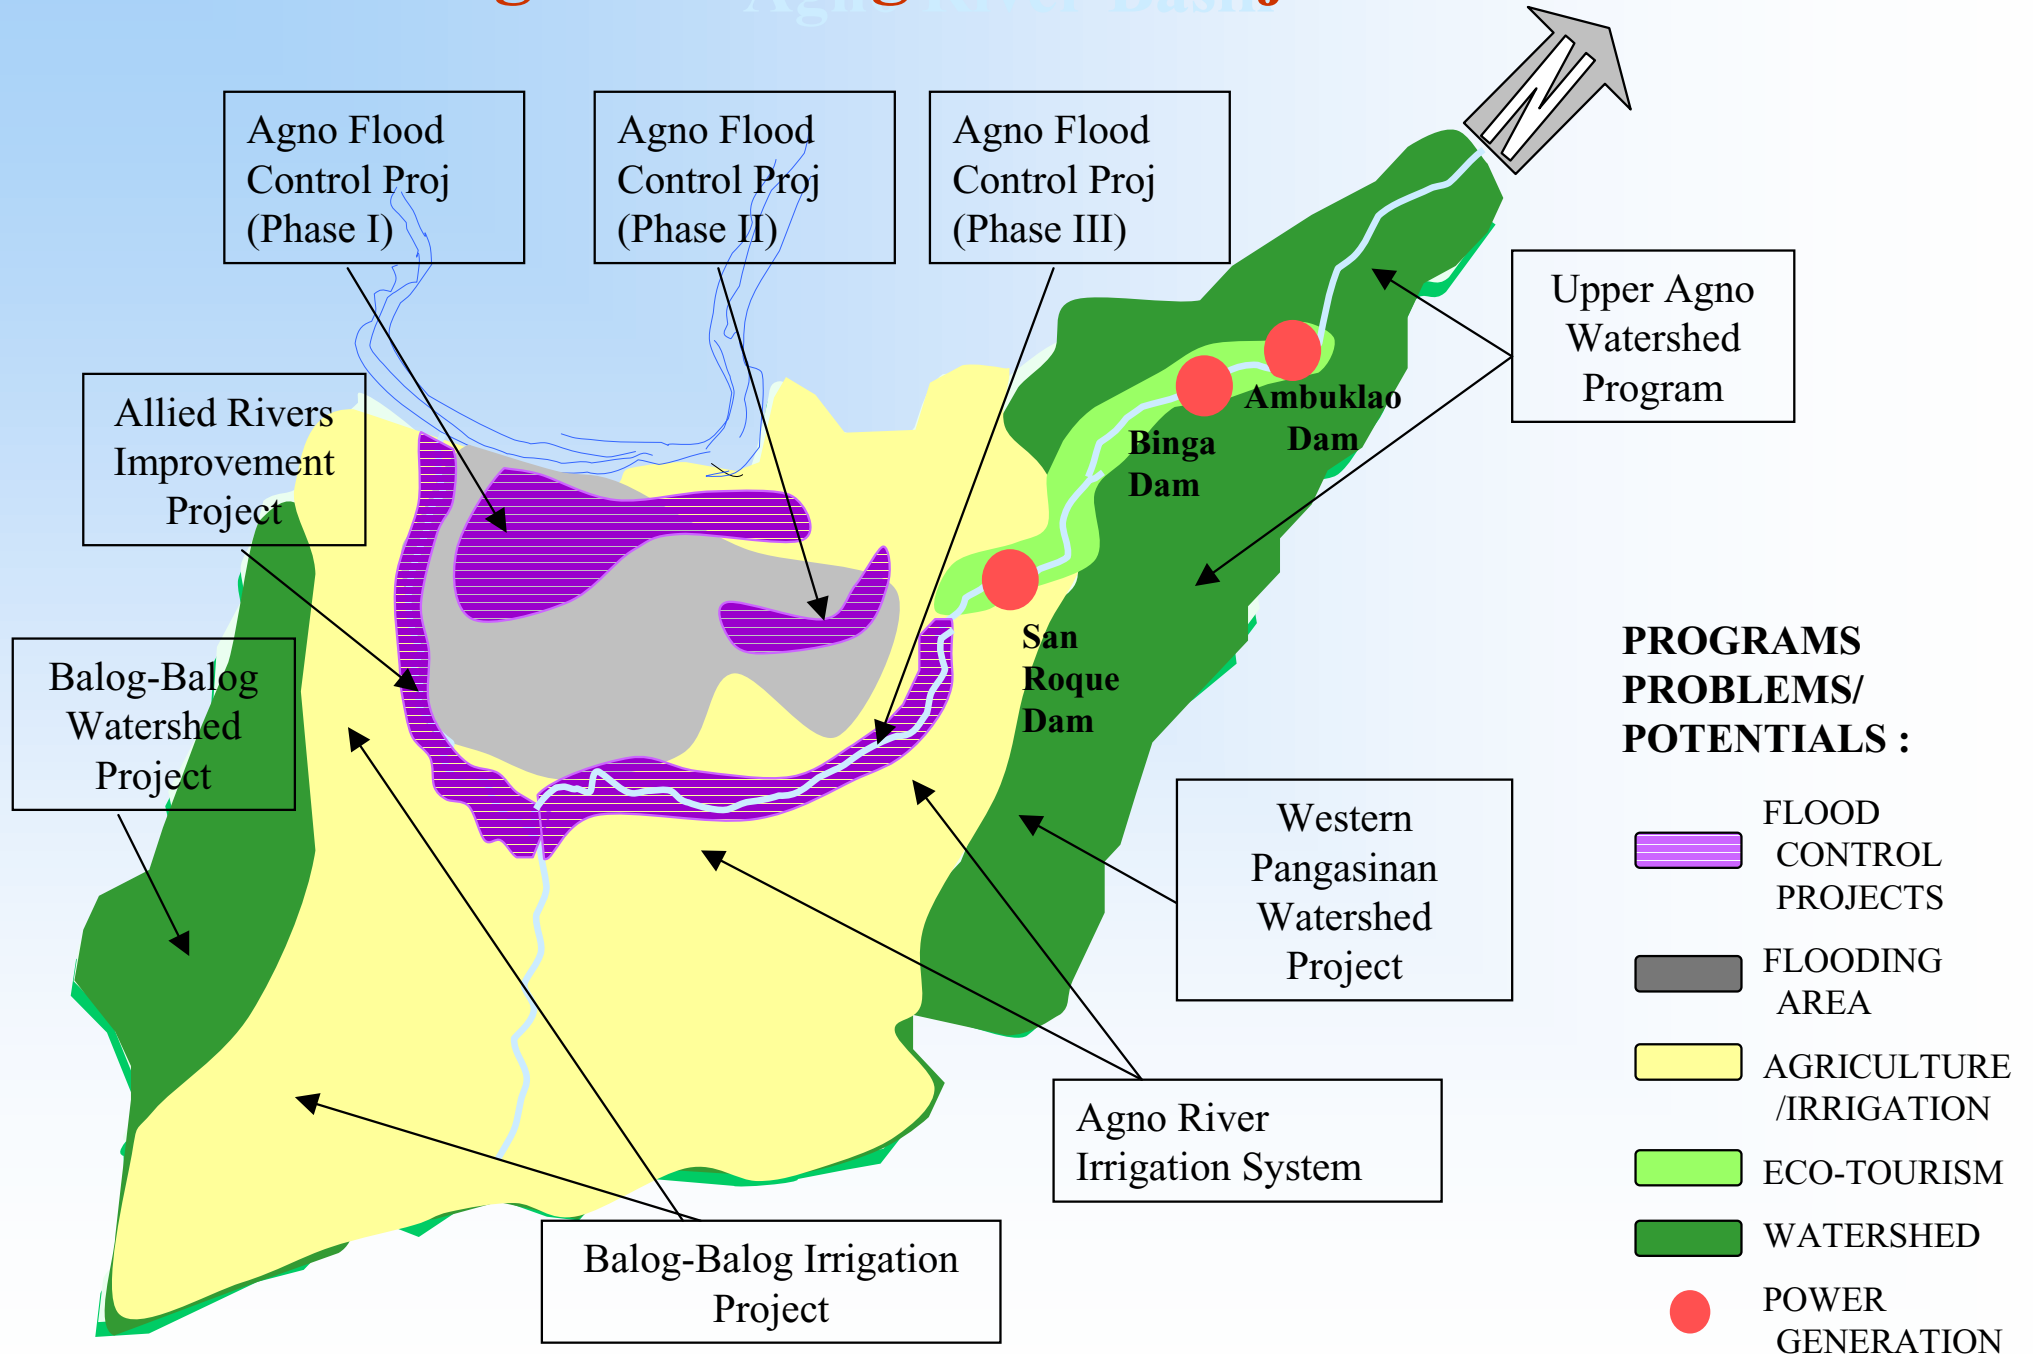 Agno River Basin
Agno Flood
Control Proj
(Phase I)
Agno Flood
Control Proj
(Phase II)
Agno Flood
Control Proj
(Phase III)
N
Upper Agno
Watershed
Program
Allied Rivers
Improvement
Project
Ambuklao
Dam
Binga
Dam
San
Roque
Dam
Balog-Balog
Watershed
Project
Western
Pangasinan
Watershed
Project
Agno River
Irrigation System
Balog-Balog Irrigation
Project
PROGRAMS
PROBLEMS/
POTENTIALS :
FLOOD
CONTROL
PROJECTS
FLOODING
AREA
AGRICULTURE
/IRRIGATION
ECO-TOURISM
WATERSHED
POWER
GENERATION